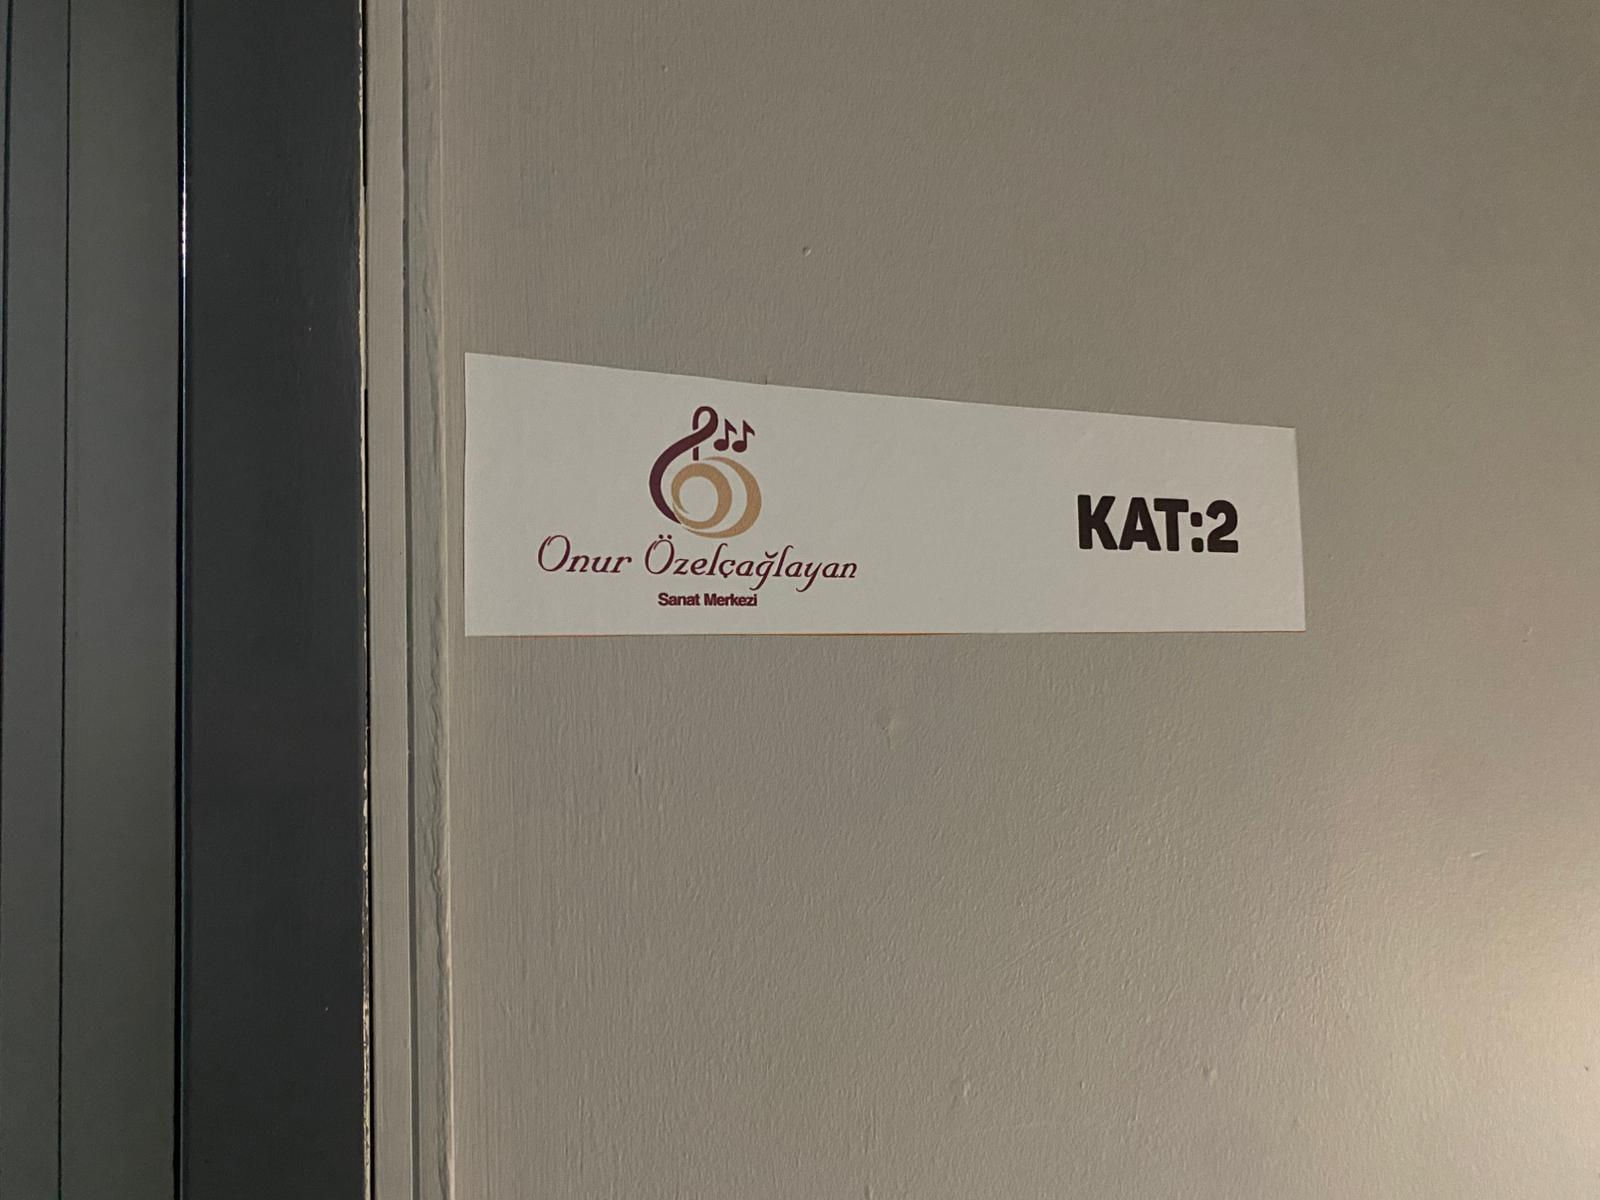 Onur Özelçağlayan
Sanat Merkezi
KAT:2